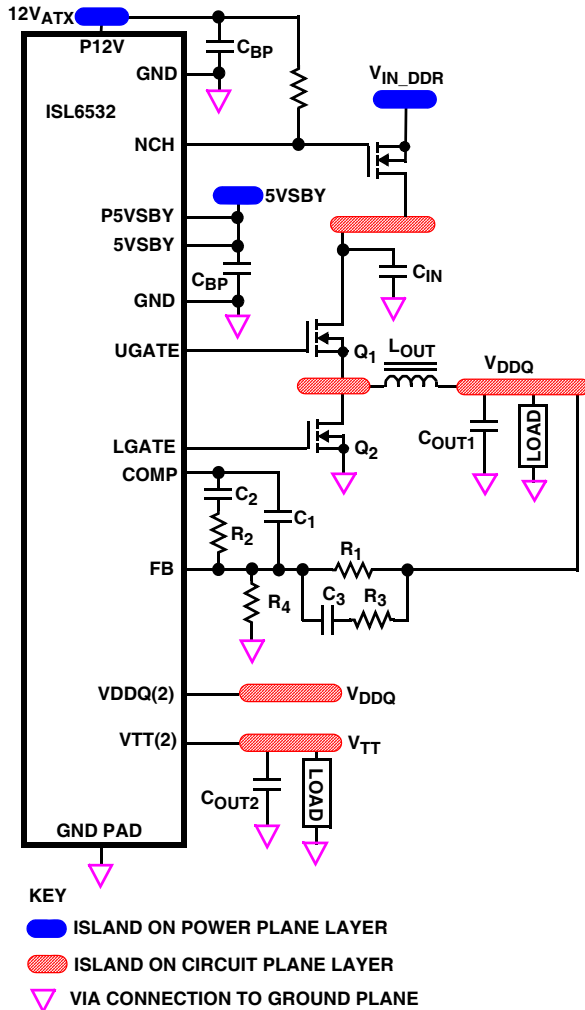 12VATX
P12V
CBP
GND
VIN_DDR
ISL6532
NCH
5VSBY
P5VSBY
5VSBY
CBP
CIN
GND
UGATE
Q1
LOUT
VDDQ
LGATE
Q2
COUT1
LOAD
COMP
C2
C1
R2
R1
FB
C3
R3
R4
VDDQ(2)
VDDQ
VTT(2)
VTT
COUT2
LOAD
GND PAD
KEY
ISLAND ON POWER PLANE LAYER
ISLAND ON CIRCUIT PLANE LAYER
VIA CONNECTION TO GROUND PLANE